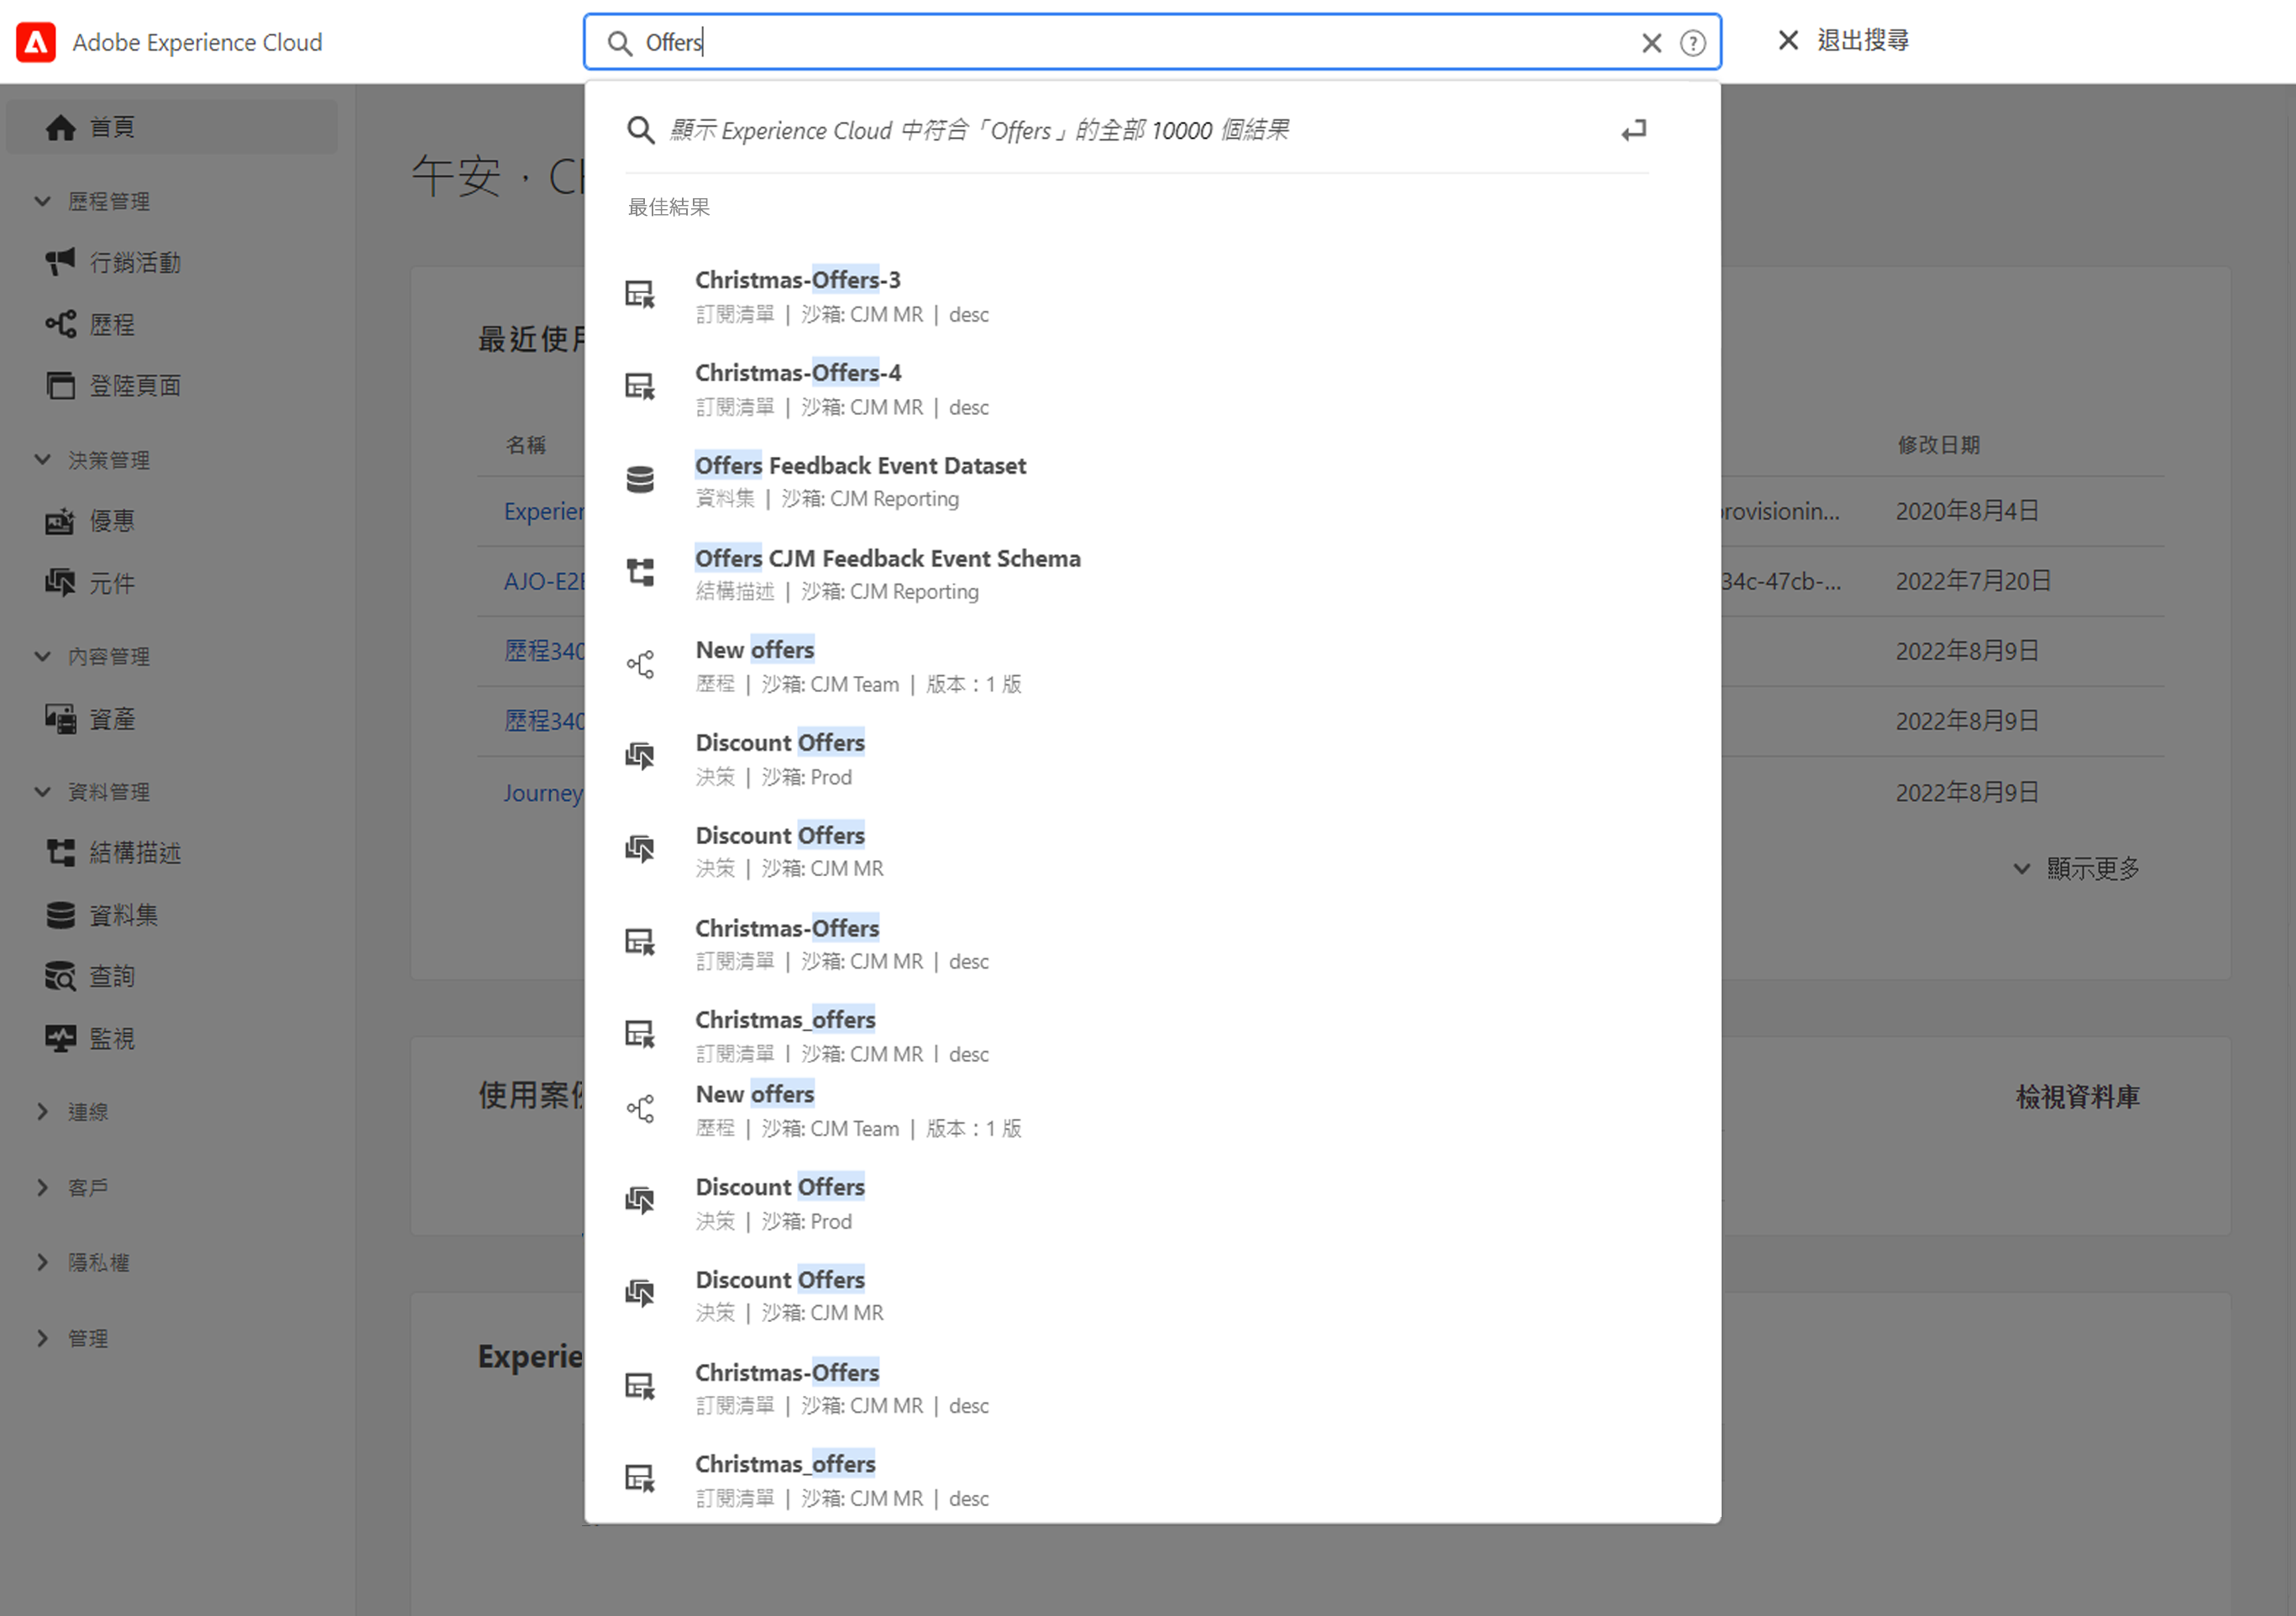 Adobe Experience Cloud
Offers
退出搜尋
首頁
歷程管理
行銷活動
歷程
登陸頁面
決策管理
優惠
元件
內容管理
資產
資料管理
結構描述
資料集
查詢
監視
連線
客戶
隱私權
管理
午安，
最近使用
名稱
修改日期
2020年8月4日
AJO-E2E
34c-47cb-...
2022年7月20日
歷程340
2022年8月9日
歷程340
2022年8月9日
Journey
2022年8月9日
顯示更多
檢視資料庫
顯示 Experience Cloud 中符合「Offers」的全部 10000 個結果
最佳結果
Christmas-Offers-3
訂閱清單 | 沙箱: CJM MR | desc
Christmas-Offers-4
訂閱清單 | 沙箱: CJM MR | desc
Offers Feedback Event Dataset
資料集 | 沙箱: CJM Reporting
Offers CJM Feedback Event Schema
結構描述 | 沙箱: CJM Reporting
New offers
歷程 | 沙箱: CJM Team | 版本：1 版
Discount Offers
決策 | 沙箱: Prod
Discount Offers
決策 | 沙箱: CJM MR
Christmas-Offers
訂閱清單 | 沙箱: CJM MR | desc
Christmas_offers
訂閱清單 | 沙箱: CJM MR | desc
New offers
歷程 | 沙箱: CJM Team | 版本：1 版
Discount Offers
決策 | 沙箱: Prod
Discount Offers
決策 | 沙箱: CJM MR
Christmas-Offers
訂閱清單 | 沙箱: CJM MR | desc
Christmas_offers
訂閱清單 | 沙箱: CJM MR | desc